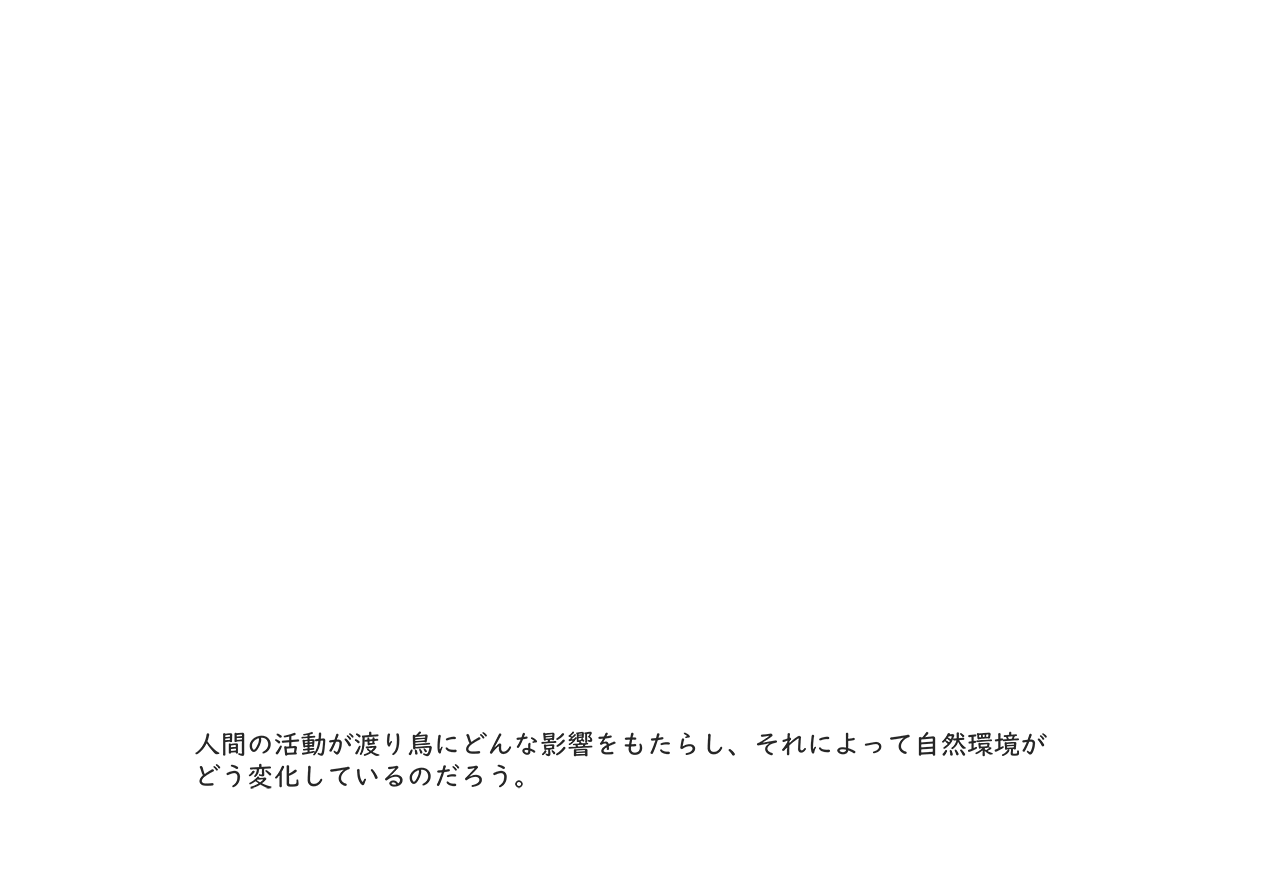 人間の活動が渡り鳥にどんな影響をもたらし、それによって自然環境が
どう変化しているのだろう。